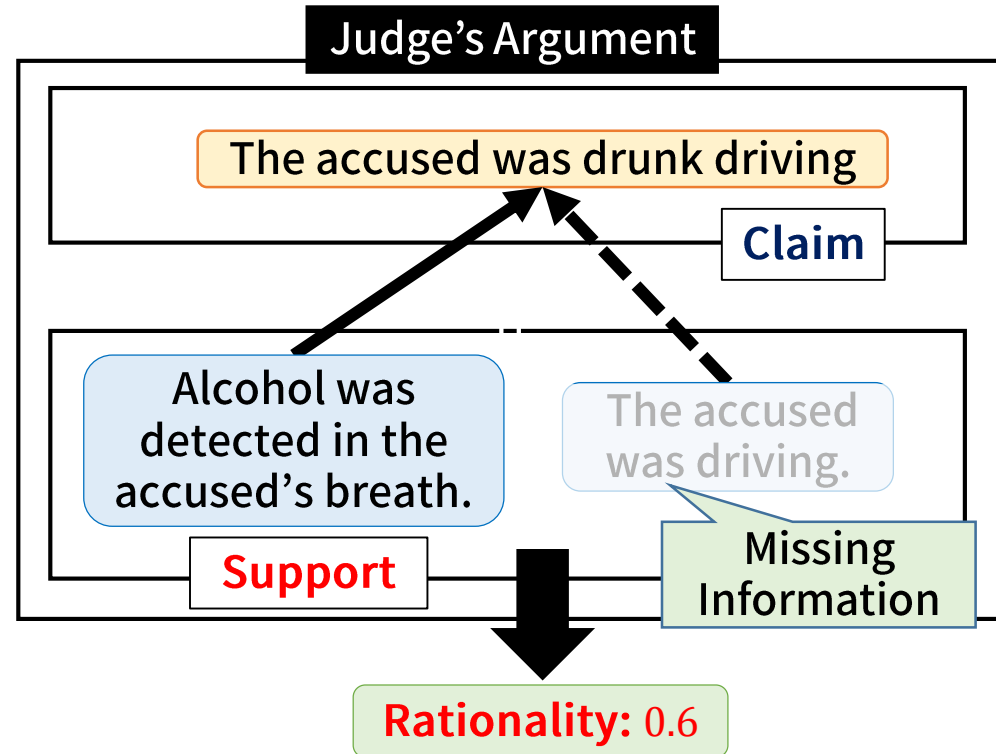 Judge’s Argument
The accused was drunk driving
Claim
Alcohol was
detected in the
accused’s breath.
The accused
was driving.
Support
Missing
Information
Rationality: 0.6